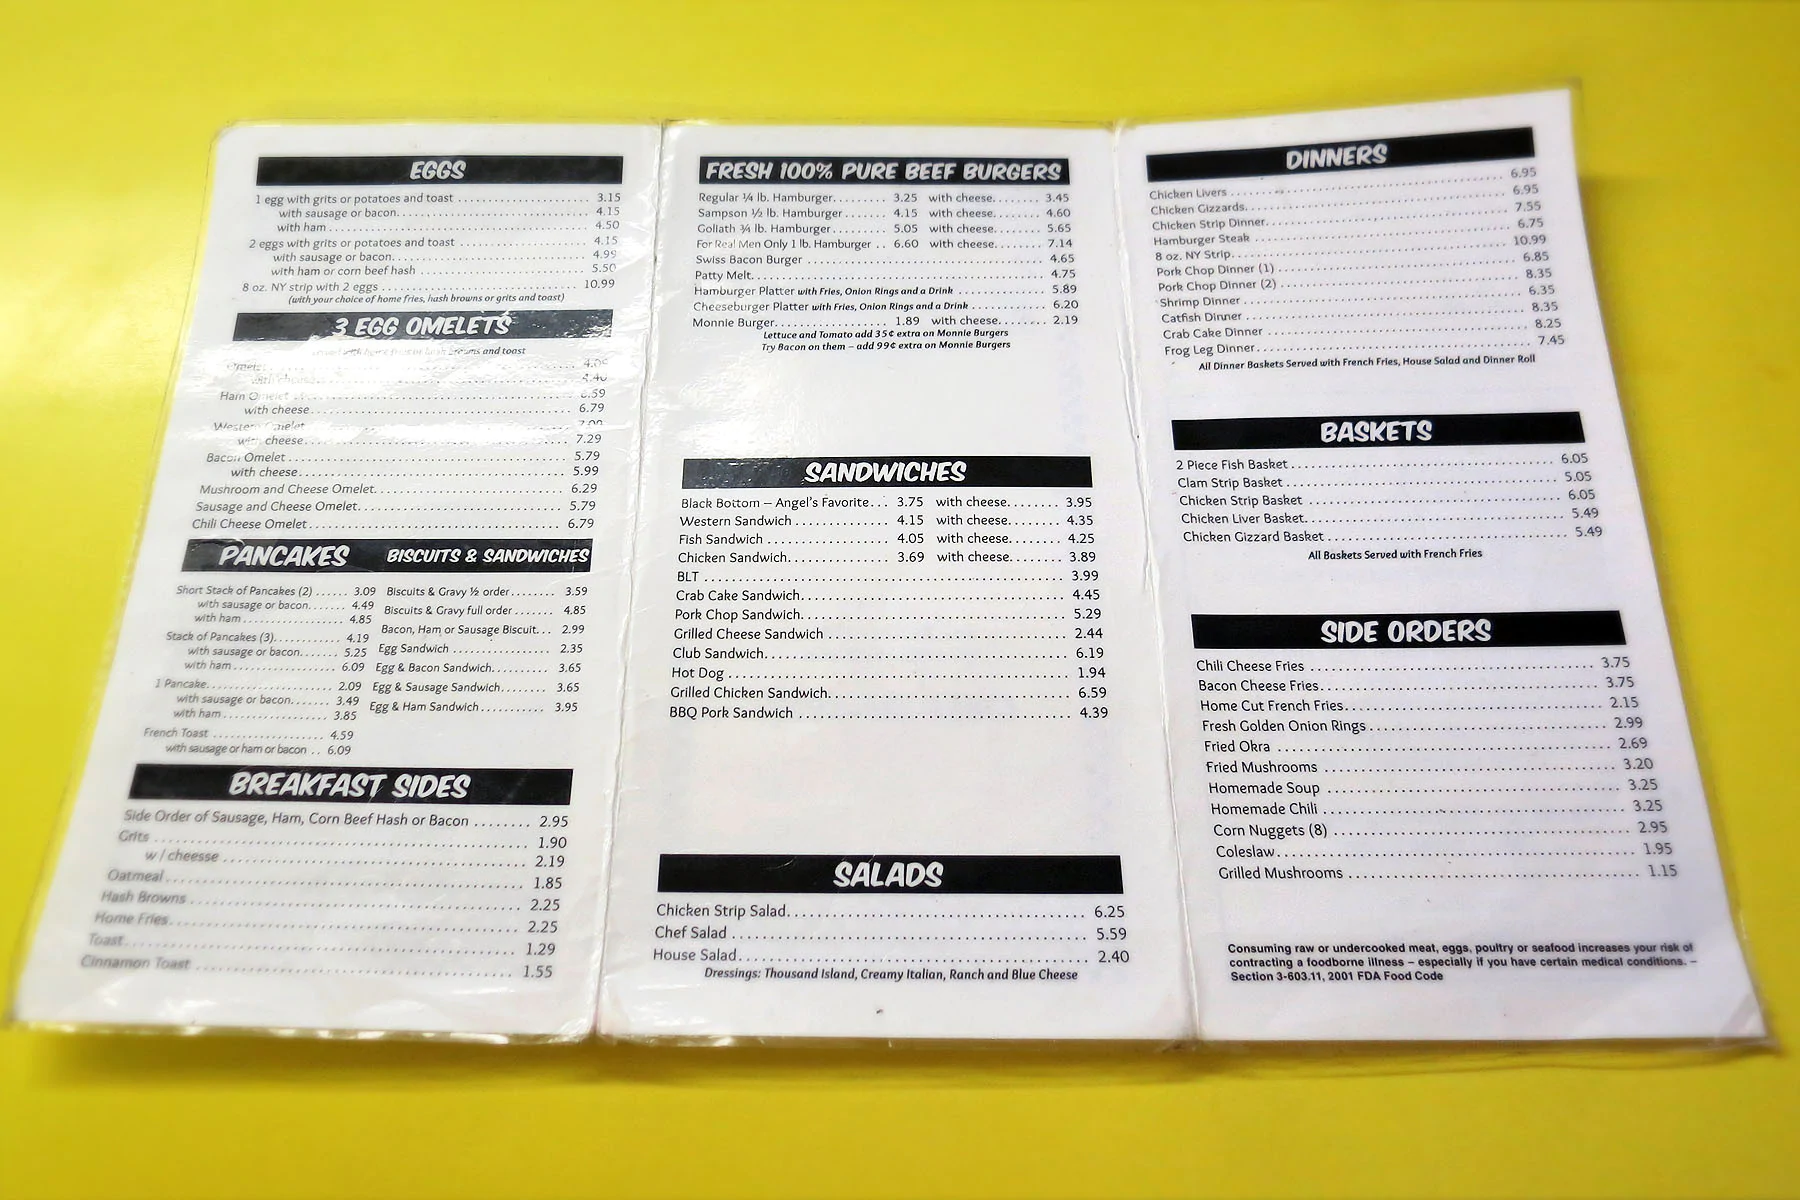 EGGS
1 egg with grits or potatoes and toast ........ 3.15
with sausage or bacon........ 4.15
with ham ........ 4.50
2 eggs with grits or potatoes and toast ........ 4.15
with sausage or bacon........ 4.99
with ham or corn beef hash ........ 5.50
8 oz. NY strip with 2 eggs ........ 10.99
(with your choice of home fries, hash browns or grits and toast)
3 EGG OMELETS
with home fries or hash browns and toast
Omelet ........ 4.09
with cheese........ 4.40
Ham Omelet ........ 6.59
with cheese........ 6.79
Western Omelet ........ 7.09
with cheese........ 7.29
Bacon Omelet ........ 5.79
with cheese........ 5.99
Mushroom and Cheese Omelet........ 6.29
Sausage and Cheese Omelet........ 5.79
Chili Cheese Omelet........ 6.79
PANCAKES
Short Stack of Pancakes (2) ...... 3.09
with sausage or bacon....... 4.49
with ham ........ 4.85
Stack of Pancakes (3)........ 4.19
with sausage or bacon....... 5.25
with ham........ 6.09
1 Pancake........ 2.09
with sausage or bacon....... 3.49
with ham........ 3.85
French Toast ........ 4.59
with sausage or ham or bacon .. 6.09
BISCUITS & SANDWICHES
Biscuits & Gravy ½ order........ 3.59
Biscuits & Gravy full order ....... 4.85
Bacon, Ham or Sausage Biscuit... 2.99
Egg Sandwich ........ 2.35
Egg & Bacon Sandwich........ 3.65
Egg & Sausage Sandwich........ 3.65
Egg & Ham Sandwich........ 3.95
BREAKFAST SIDES
Side Order of Sausage, Ham, Corn Beef Hash or Bacon ........ 2.95
Grits ........ 1.90
w / cheesse ........ 2.19
Oatmeal ........ 1.85
Hash Browns ........ 2.25
Home Fries........ 2.25
Toast........ 1.29
Cinnamon Toast ........ 1.55
FRESH 100% PURE BEEF BURGERS
Regular ¼ lb. Hamburger........ 3.25 with cheese........ 3.45
Sampson ½ lb. Hamburger....... 4.15 with cheese........ 4.60
Goliath ¾ lb. Hamburger........ 5.05 with cheese........ 5.65
For Real Men Only 1 lb. Hamburger .. 6.60 with cheese........ 7.14
Swiss Bacon Burger ........ 4.65
Patty Melt........ 4.75
Hamburger Platter with Fries, Onion Rings and a Drink ........ 5.89
Cheeseburger Platter with Fries, Onion Rings and a Drink ........ 6.20
Monnie Burger........ 1.89 with cheese........ 2.19
Lettuce and Tomato add 35¢ extra on Monnie Burgers
Try Bacon on them – add 99¢ extra on Monnie Burgers
SANDWICHES
Black Bottom – Angel's Favorite... 3.75 with cheese........ 3.95
Western Sandwich ........ 4.15 with cheese........ 4.35
Fish Sandwich ........ 4.05 with cheese........ 4.25
Chicken Sandwich........ 3.69 with cheese........ 3.89
BLT ........ 3.99
Crab Cake Sandwich........ 4.45
Pork Chop Sandwich........ 5.29
Grilled Cheese Sandwich ........ 2.44
Club Sandwich........ 6.19
Hot Dog ........ 1.94
Grilled Chicken Sandwich........ 6.59
BBQ Pork Sandwich ........ 4.39
SALADS
Chicken Strip Salad........ 6.25
Chef Salad ........ 5.59
House Salad........ 2.40
Dressings: Thousand Island, Creamy Italian, Ranch and Blue Cheese
DINNERS
Chicken Livers ........ 6.95
Chicken Gizzards........ 6.95
Chicken Strip Dinner........ 7.55
Hamburger Steak ........ 6.75
8 oz. NY Strip........ 10.99
Pork Chop Dinner (1) ........ 6.85
Pork Chop Dinner (2) ........ 8.35
Shrimp Dinner ........ 6.35
Catfish Dinner ........ 8.35
Crab Cake Dinner ........ 8.25
Frog Leg Dinner........ 7.45
All Dinner Baskets Served with French Fries, House Salad and Dinner Roll
BASKETS
2 Piece Fish Basket........ 6.05
Clam Strip Basket ........ 5.05
Chicken Strip Basket ........ 6.05
Chicken Liver Basket........ 5.49
Chicken Gizzard Basket ........ 5.49
All Baskets Served with French Fries
SIDE ORDERS
Chili Cheese Fries ........ 3.75
Bacon Cheese Fries........ 3.75
Home Cut French Fries........ 2.15
Fresh Golden Onion Rings ........ 2.99
Fried Okra ........ 2.69
Fried Mushrooms ........ 3.20
Homemade Soup ........ 3.25
Homemade Chili ........ 3.25
Corn Nuggets (8) ........ 2.95
Coleslaw........ 1.95
Grilled Mushrooms ........ 1.15
Consuming raw or undercooked meat, eggs, poultry or seafood increases your risk of
contracting a foodborne illness – especially if you have certain medical conditions. –
Section 3-603.11, 2001 FDA Food Code